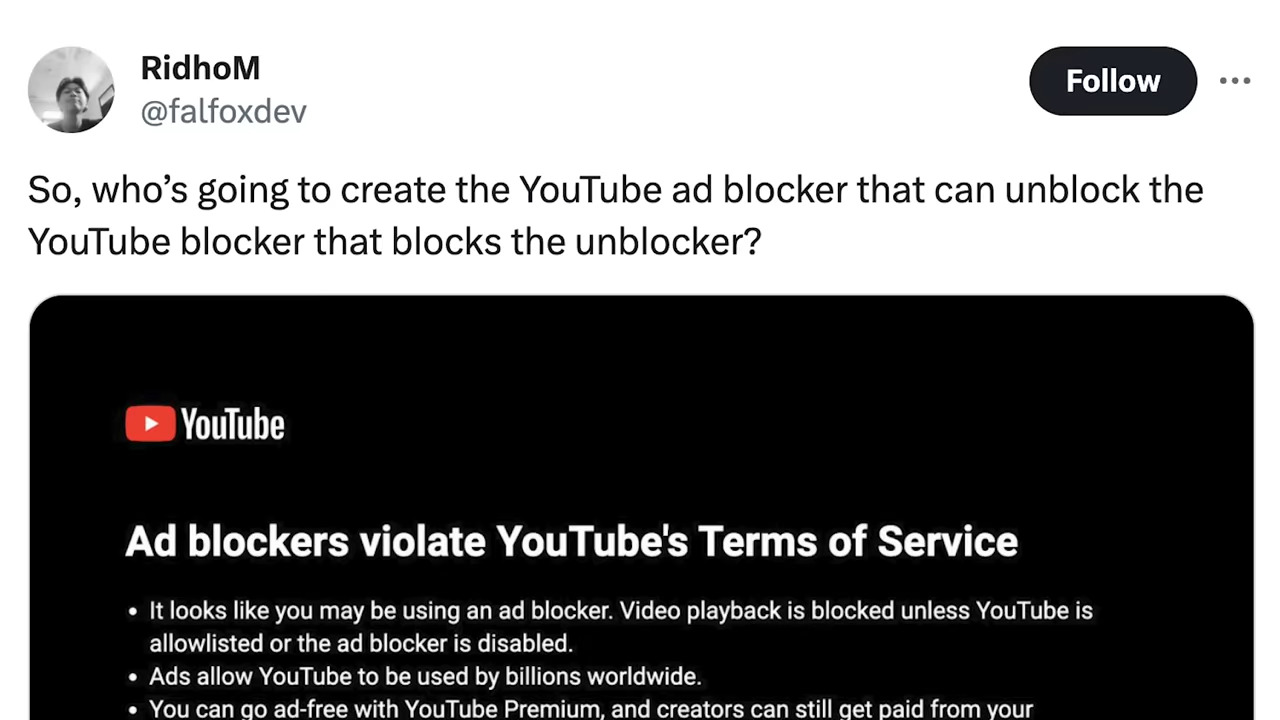 RidhoM
@falfoxdev
Follow
So, who’s going to create the YouTube ad blocker that can unblock the
YouTube blocker that blocks the unblocker?
YouTube
Ad blockers violate YouTube's Terms of Service
• It looks like you may be using an ad blocker. Video playback is blocked unless YouTube is
allowlisted or the ad blocker is disabled.
• Ads allow YouTube to be used by billions worldwide.
• You can go ad-free with YouTube Premium, and creators can still get paid from your